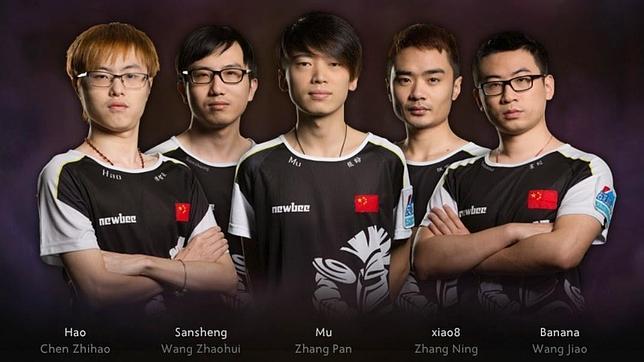 Hao
newbee
Mu
newbee
newbee
Hao Sansheng Mu xiao8 Banana
Chen Zhihao Wang Zhaohui Zhang Pan Zhang Ning Wang Jiao